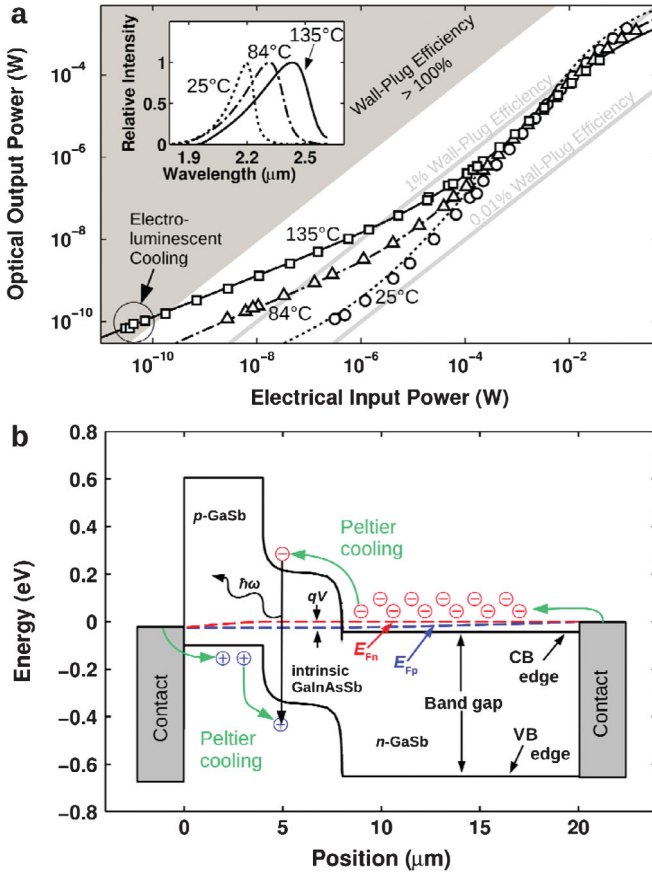 a
Optical Output Power (W)
10⁻⁴
10⁻⁶
10⁻⁸
10⁻¹⁰
Relative Intensity
1
0.5
0
25°C
84°C
135°C
1.9
2.2
2.5
Wavelength (μm)
Wall-Plug Efficiency
> 100%
1% Wall-Plug Efficiency
0.01% Wall-Plug Efficiency
Electro-
luminescent
Cooling
135°C
84°C
25°C
10⁻¹⁰
10⁻⁸
10⁻⁶
10⁻⁴
10⁻²
Electrical Input Power (W)
b
Energy (eV)
0.8
0.6
0.4
0.2
0
−0.2
−0.4
−0.6
−0.8
p-GaSb
Peltier
cooling
ħω
qV
E_Fn
E_Fp
intrinsic
GaInAsSb
CB
edge
Band gap
Contact
Contact
Peltier
cooling
n-GaSb
VB
edge
0
5
10
15
20
Position (μm)